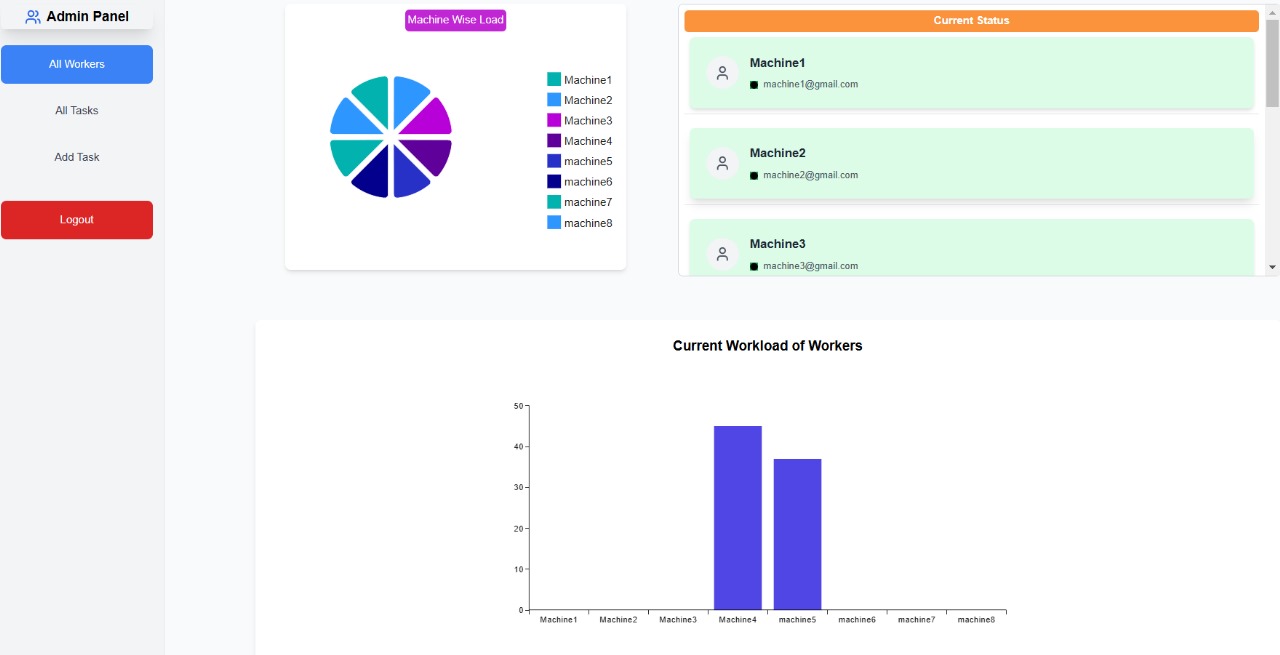 Admin Panel
All Workers
All Tasks
Add Task
Logout
Machine Wise Load
Machine1
Machine2
Machine3
Machine4
machine5
machine6
machine7
machine8
Current Status
Machine1
machine1@gmail.com
Machine2
machine2@gmail.com
Machine3
machine3@gmail.com
Current Workload of Workers
50
40
30
20
10
0
Machine1 Machine2 Machine3 Machine4 machine5 machine6 machine7 machine8